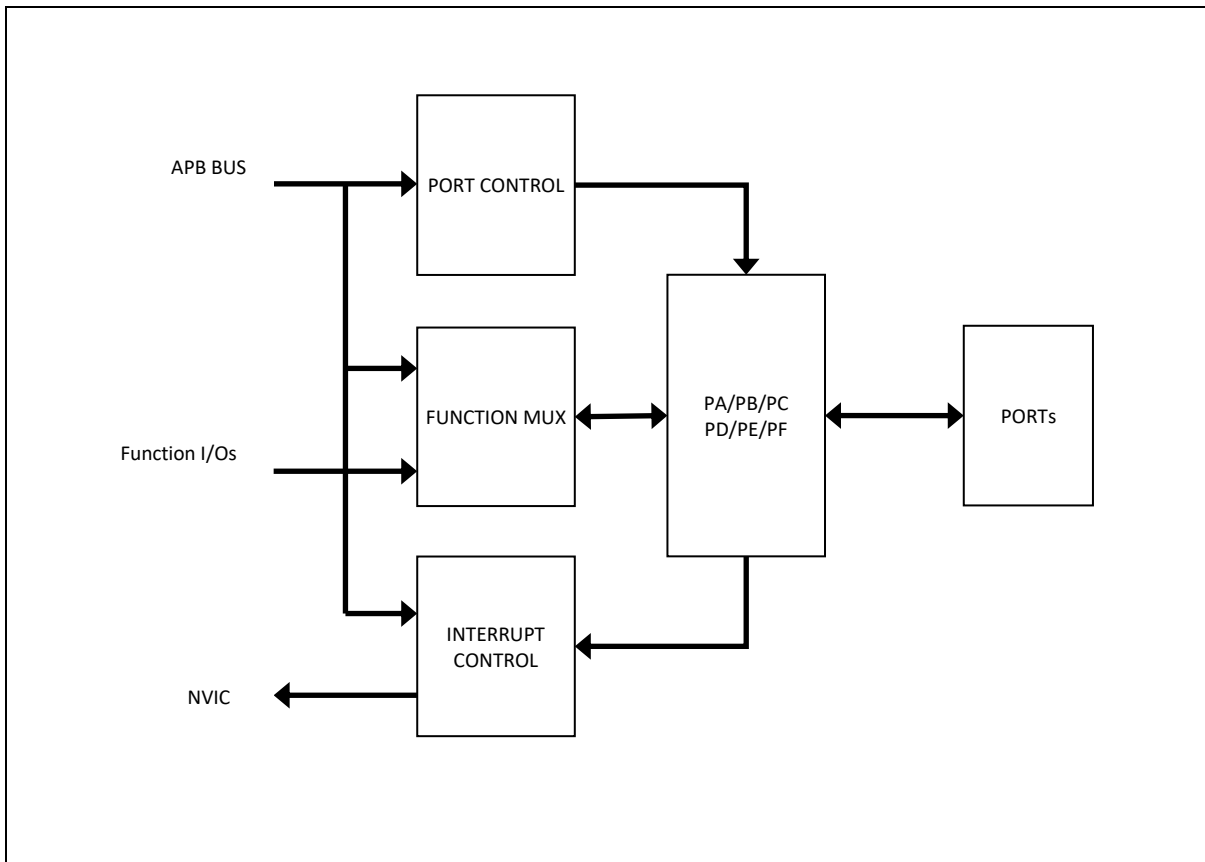 APB BUS
PORT CONTROL
FUNCTION MUX
PA/PB/PC
PD/PE/PF
PORTs
Function I/Os
INTERRUPT
CONTROL
NVIC